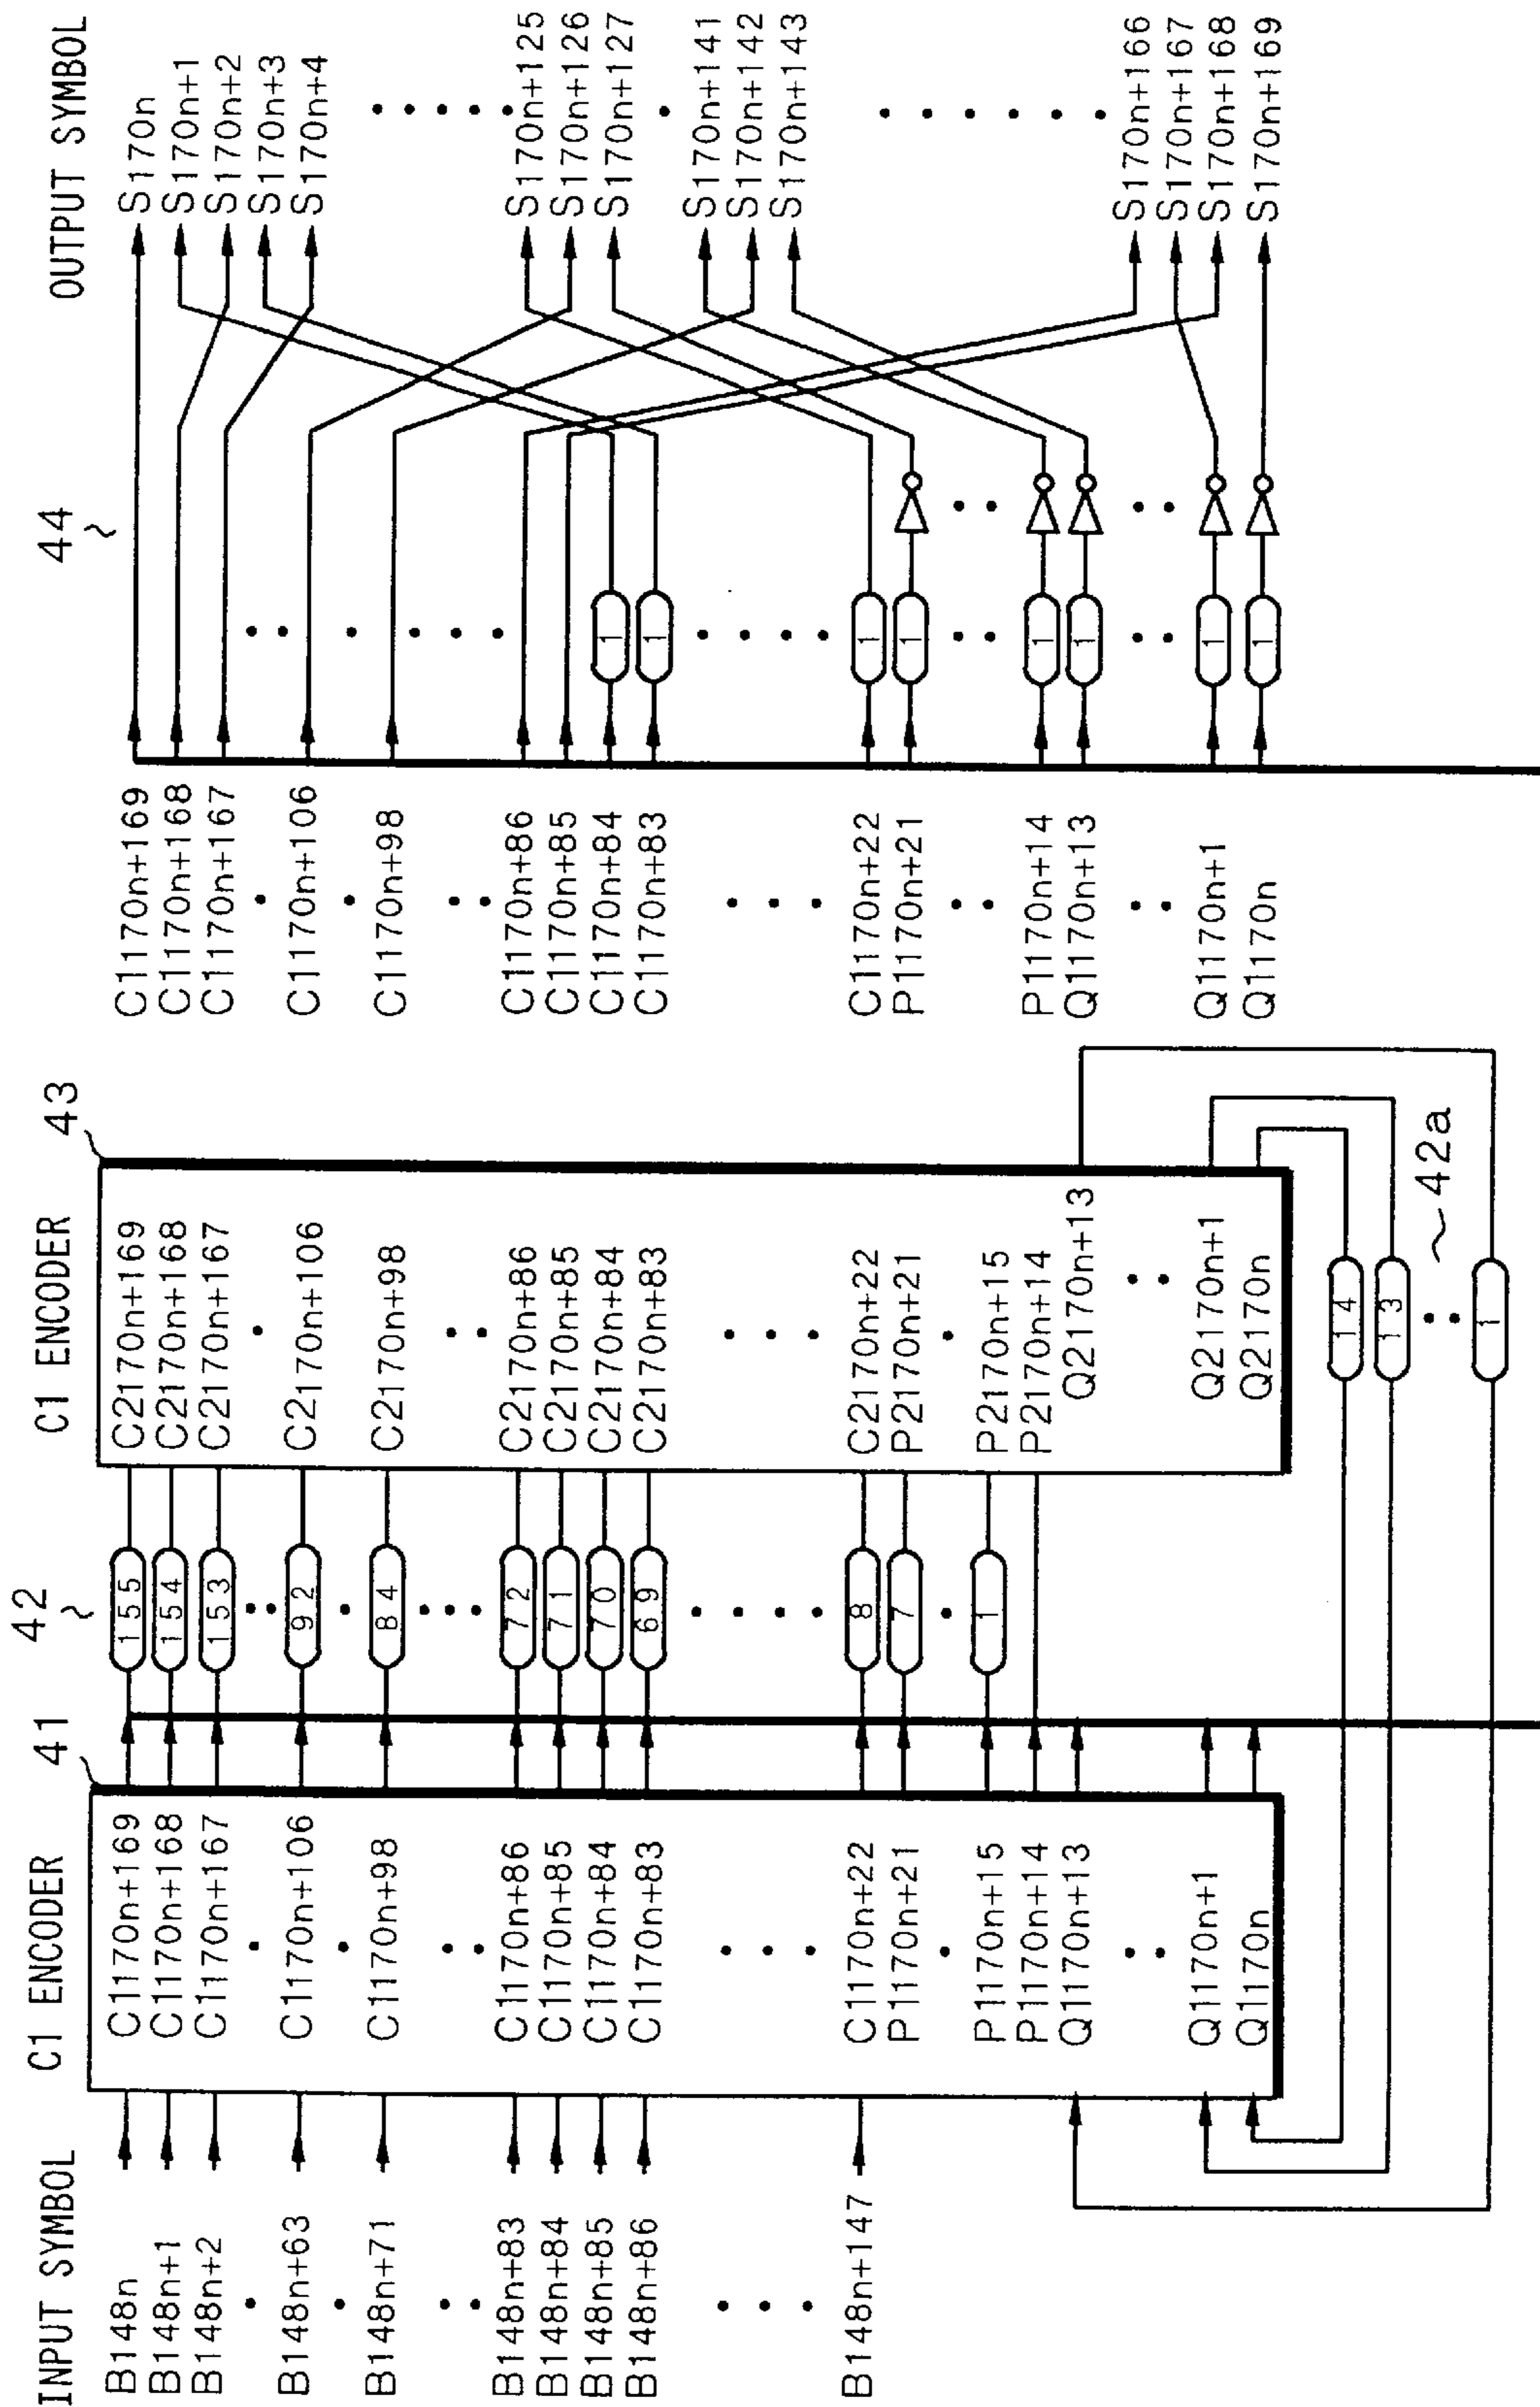 INPUT SYMBOL
B148n
B148n+1
B148n+2
B148n+63
B148n+71
B148n+83
B148n+84
B148n+85
B148n+86
B148n+147
C1 ENCODER
41
C1170n+169
C1170n+168
C1170n+167
C1170n+106
C1170n+98
C1170n+86
C1170n+85
C1170n+84
C1170n+83
C1170n+22
P1170n+21
P1170n+15
P1170n+14
Q1170n+13
Q1170n+1
Q1170n
42
155
154
153
92
84
72
71
70
69
8
7
1
C1 ENCODER
43
C2170n+169
C2170n+168
C2170n+167
C2170n+106
C2170n+98
C2170n+86
C2170n+85
C2170n+84
C2170n+83
C2170n+22
P2170n+21
P2170n+15
P2170n+14
Q2170n+13
Q2170n+1
Q2170n
14
13
1
42a
C1170n+169
C1170n+168
C1170n+167
C1170n+106
C1170n+98
C1170n+86
C1170n+85
C1170n+84
C1170n+83
C1170n+22
P1170n+21
P1170n+14
Q1170n+13
Q1170n+1
Q1170n
44
1
1
1
1
1
1
1
1
OUTPUT SYMBOL
S170n
S170n+1
S170n+2
S170n+3
S170n+4
S170n+125
S170n+126
S170n+127
S170n+141
S170n+142
S170n+143
S170n+166
S170n+167
S170n+168
S170n+169